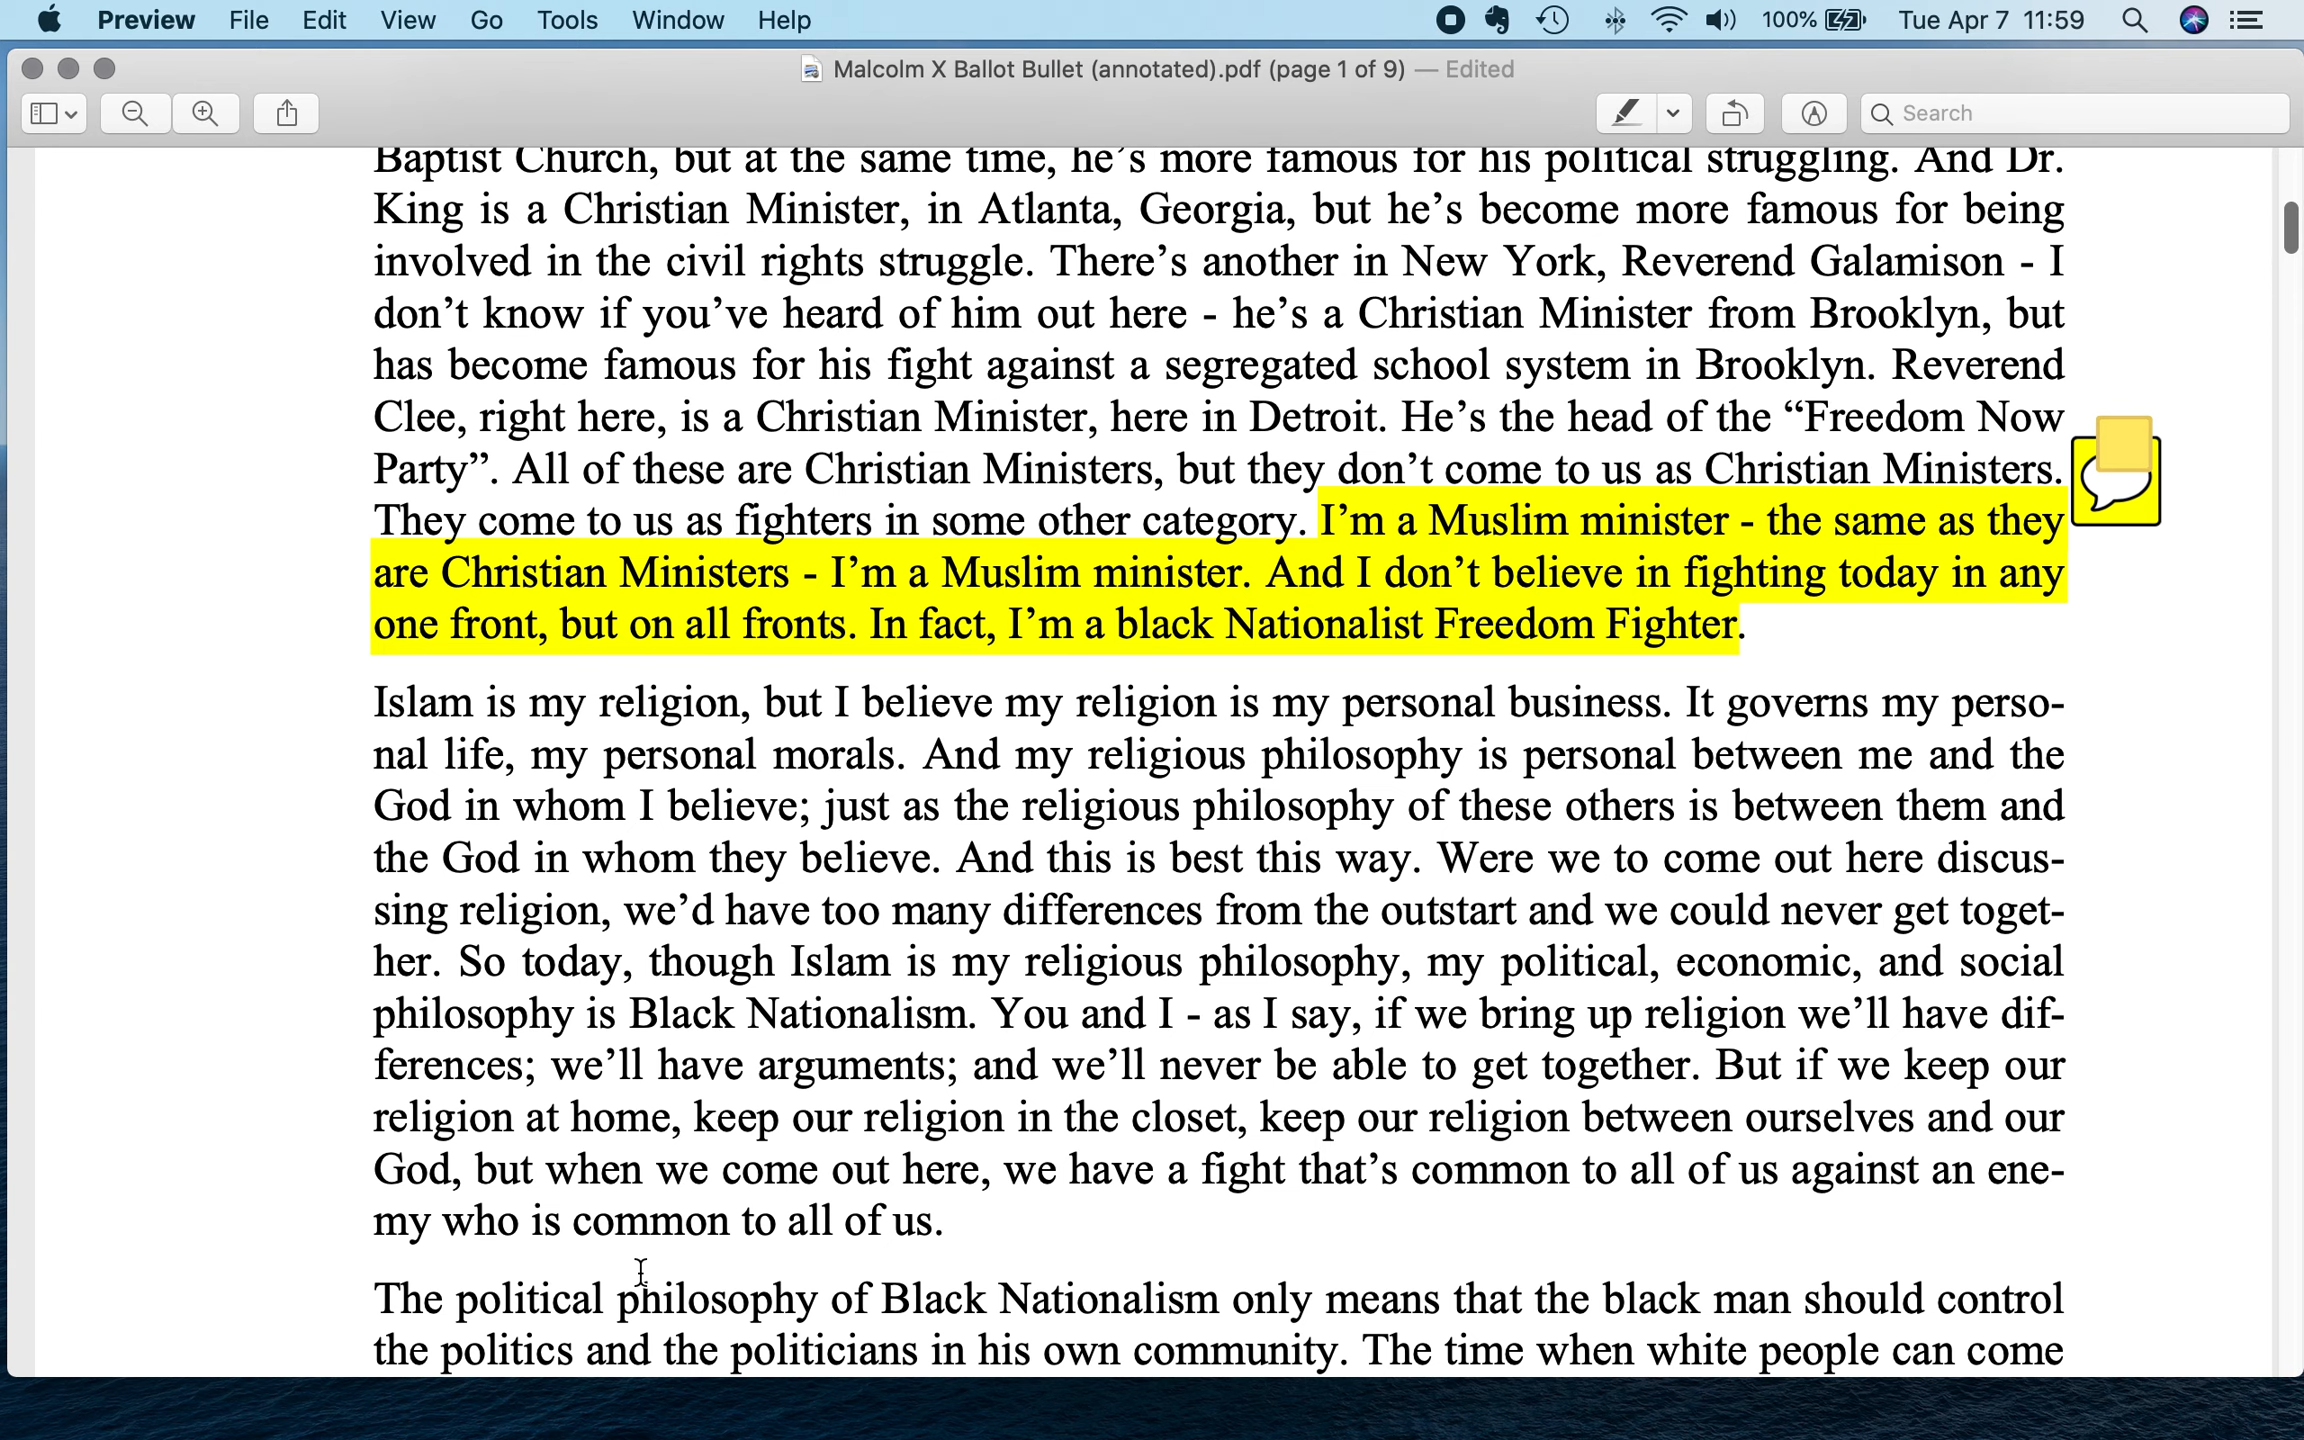 Preview File Edit View Go Tools Window Help 100% Tue Apr 7 11:59
Malcolm X Ballot Bullet (annotated).pdf (page 1 of 9) — Edited
Search
Baptist Church, but at the same time, he’s more famous for his political struggling. And Dr.
King is a Christian Minister, in Atlanta, Georgia, but he’s become more famous for being
involved in the civil rights struggle. There’s another in New York, Reverend Galamison - I
don’t know if you’ve heard of him out here - he’s a Christian Minister from Brooklyn, but
has become famous for his fight against a segregated school system in Brooklyn. Reverend
Clee, right here, is a Christian Minister, here in Detroit. He’s the head of the “Freedom Now
Party”. All of these are Christian Ministers, but they don’t come to us as Christian Ministers.
They come to us as fighters in some other category. I’m a Muslim minister - the same as they
are Christian Ministers - I’m a Muslim minister. And I don’t believe in fighting today in any
one front, but on all fronts. In fact, I’m a black Nationalist Freedom Fighter.
Islam is my religion, but I believe my religion is my personal business. It governs my perso-
nal life, my personal morals. And my religious philosophy is personal between me and the
God in whom I believe; just as the religious philosophy of these others is between them and
the God in whom they believe. And this is best this way. Were we to come out here discus-
sing religion, we’d have too many differences from the outstart and we could never get toget-
her. So today, though Islam is my religious philosophy, my political, economic, and social
philosophy is Black Nationalism. You and I - as I say, if we bring up religion we’ll have dif-
ferences; we’ll have arguments; and we’ll never be able to get together. But if we keep our
religion at home, keep our religion in the closet, keep our religion between ourselves and our
God, but when we come out here, we have a fight that’s common to all of us against an ene-
my who is common to all of us.
The political philosophy of Black Nationalism only means that the black man should control
the politics and the politicians in his own community. The time when white people can come